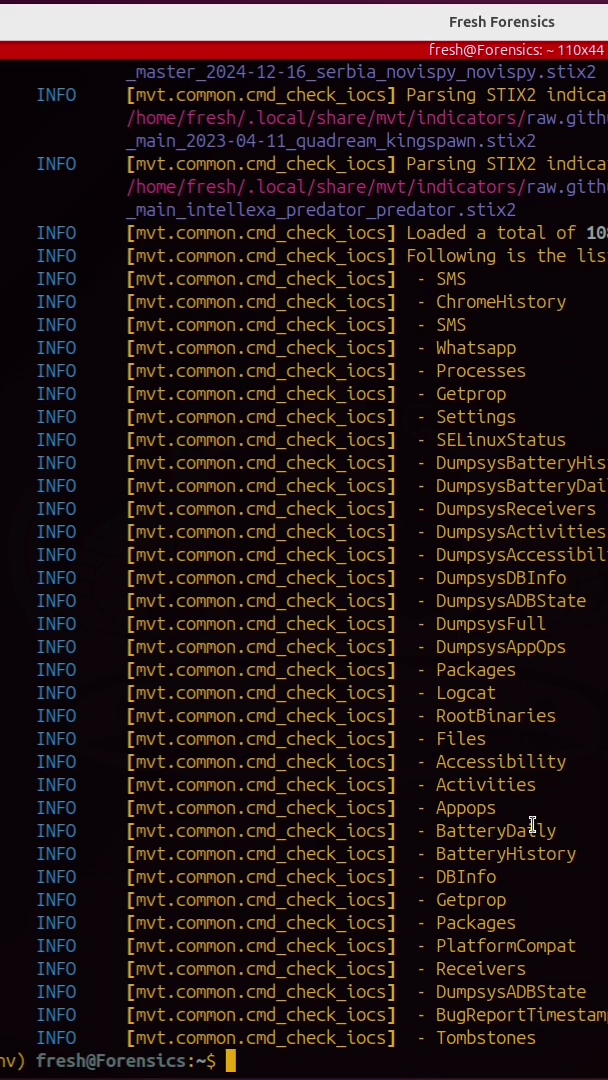 Fresh Forensics
fresh@Forensics: ~ 110x44
_master_2024-12-16_serbia_novispy_novispy.stix2
INFO [mvt.common.cmd_check_iocs] Parsing STIX2 indica
/home/fresh/.local/share/mvt/indicators/raw.gith
_main_2023-04-11_quadream_kingspawn.stix2
INFO [mvt.common.cmd_check_iocs] Parsing STIX2 indica
/home/fresh/.local/share/mvt/indicators/raw.gith
_main_intellexa_predator_predator.stix2
INFO [mvt.common.cmd_check_iocs] Loaded a total of 108
INFO [mvt.common.cmd_check_iocs] Following is the lis
INFO [mvt.common.cmd_check_iocs] - SMS
INFO [mvt.common.cmd_check_iocs] - ChromeHistory
INFO [mvt.common.cmd_check_iocs] - SMS
INFO [mvt.common.cmd_check_iocs] - Whatsapp
INFO [mvt.common.cmd_check_iocs] - Processes
INFO [mvt.common.cmd_check_iocs] - Getprop
INFO [mvt.common.cmd_check_iocs] - Settings
INFO [mvt.common.cmd_check_iocs] - SELinuxStatus
INFO [mvt.common.cmd_check_iocs] - DumpsysBatteryHis
INFO [mvt.common.cmd_check_iocs] - DumpsysBatteryDai
INFO [mvt.common.cmd_check_iocs] - DumpsysReceivers
INFO [mvt.common.cmd_check_iocs] - DumpsysActivities
INFO [mvt.common.cmd_check_iocs] - DumpsysAccessibil
INFO [mvt.common.cmd_check_iocs] - DumpsysDBInfo
INFO [mvt.common.cmd_check_iocs] - DumpsysADBState
INFO [mvt.common.cmd_check_iocs] - DumpsysFull
INFO [mvt.common.cmd_check_iocs] - DumpsysAppOps
INFO [mvt.common.cmd_check_iocs] - Packages
INFO [mvt.common.cmd_check_iocs] - Logcat
INFO [mvt.common.cmd_check_iocs] - RootBinaries
INFO [mvt.common.cmd_check_iocs] - Files
INFO [mvt.common.cmd_check_iocs] - Accessibility
INFO [mvt.common.cmd_check_iocs] - Activities
INFO [mvt.common.cmd_check_iocs] - Appops
INFO [mvt.common.cmd_check_iocs] - BatteryDaily
INFO [mvt.common.cmd_check_iocs] - BatteryHistory
INFO [mvt.common.cmd_check_iocs] - DBInfo
INFO [mvt.common.cmd_check_iocs] - Getprop
INFO [mvt.common.cmd_check_iocs] - Packages
INFO [mvt.common.cmd_check_iocs] - PlatformCompat
INFO [mvt.common.cmd_check_iocs] - Receivers
INFO [mvt.common.cmd_check_iocs] - DumpsysADBState
INFO [mvt.common.cmd_check_iocs] - BugReportTimestam
INFO [mvt.common.cmd_check_iocs] - Tombstones
nv) fresh@Forensics:~$